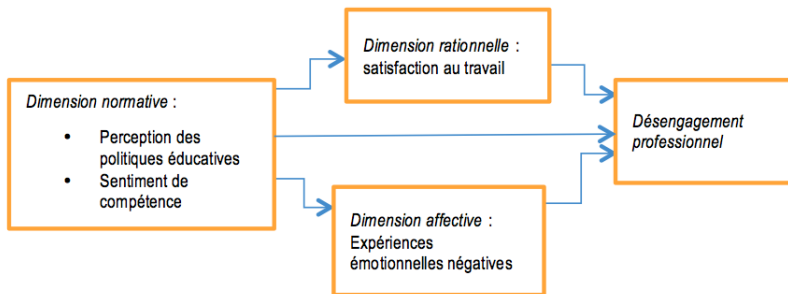 Dimension normative :
• Perception des
politiques éducatives
• Sentiment de
compétence
Dimension rationnelle :
satisfaction au travail
Dimension affective :
Expériences
émotionnelles négatives
Désengagement
professionnel